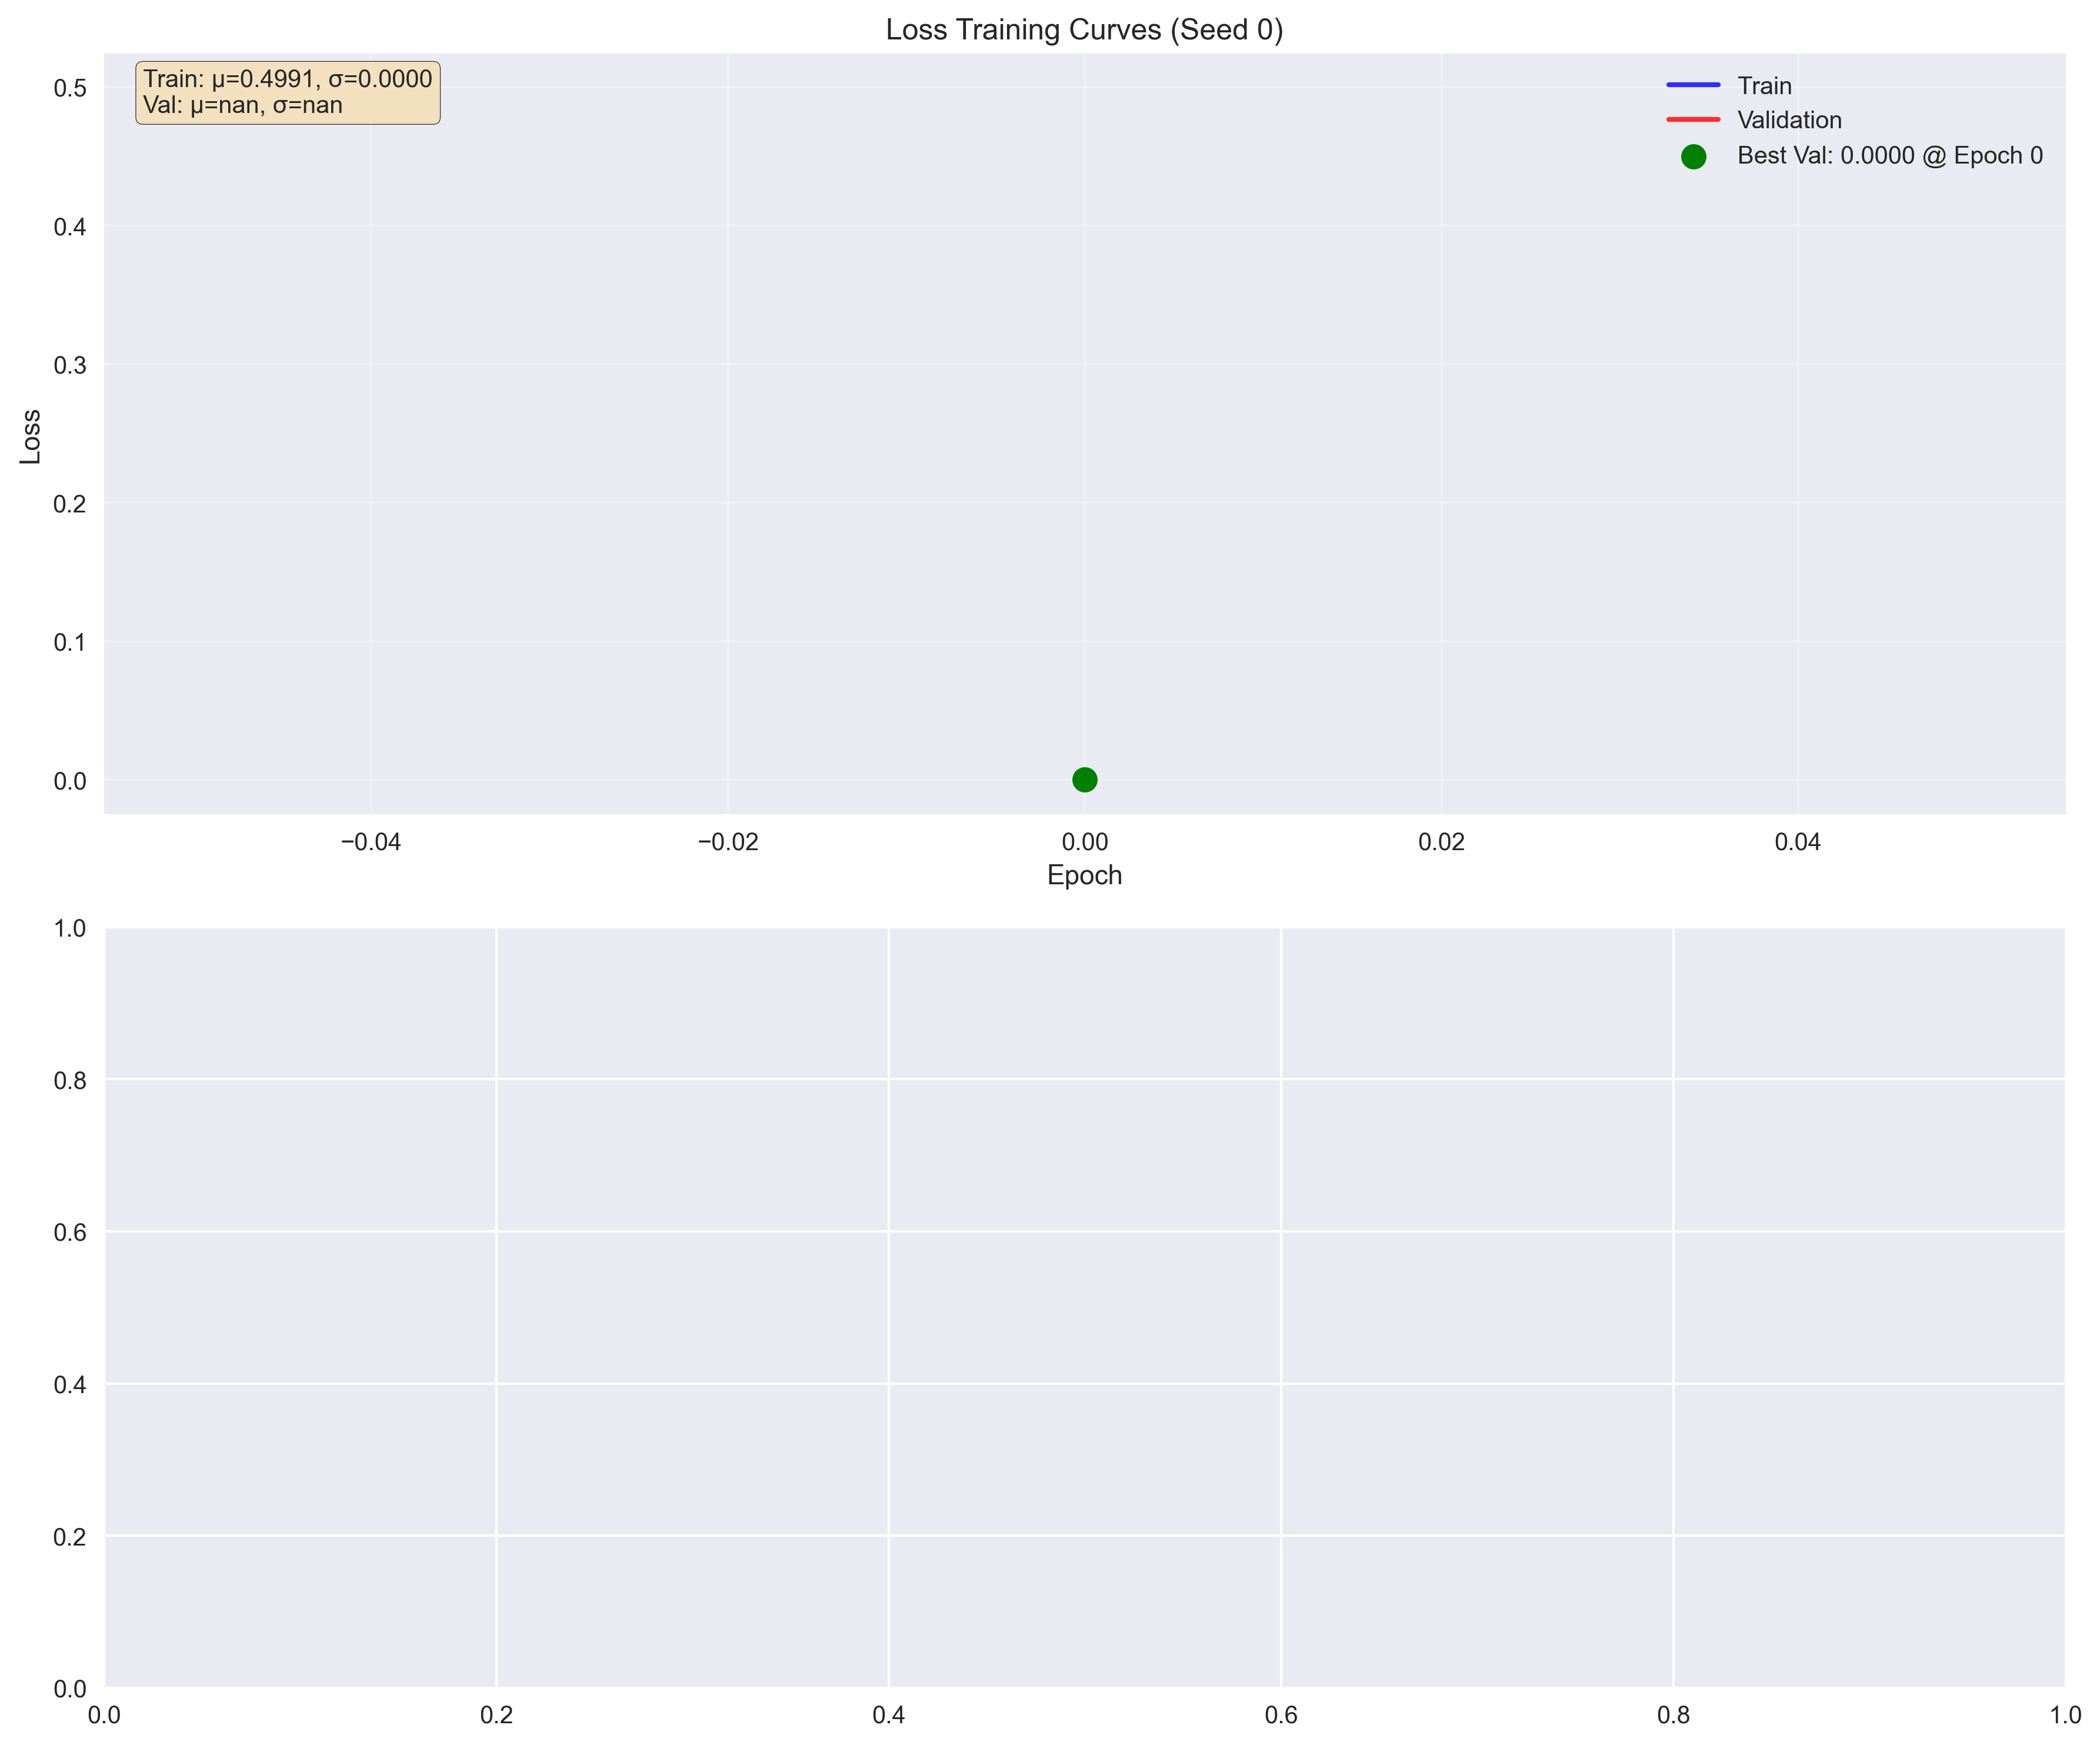 Loss Training Curves (Seed 0)
Train: μ=0.4991, σ=0.0000
Val: μ=nan, σ=nan
Train
Validation
Best Val: 0.0000 @ Epoch 0
0.5
0.4
0.3
0.2
0.1
0.0
Loss
−0.04
−0.02
0.00
0.02
0.04
Epoch
1.0
0.8
0.6
0.4
0.2
0.0
0.0
0.2
0.4
0.6
0.8
1.0